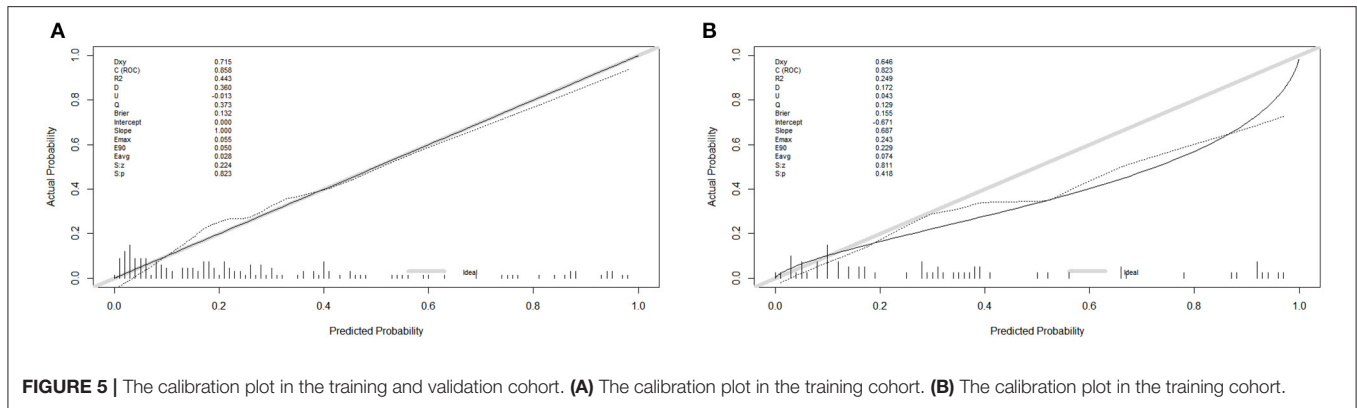 A
Dxy 0.715
C (ROC) 0.858
R2 0.443
D 0.360
U -0.013
Q 0.373
Brier 0.132
Intercept 0.000
Slope 1.000
Emax 0.055
E90 0.050
Eavg 0.028
S:z 0.224
S:p 0.823
Actual Probability
1.0
0.8
0.6
0.4
0.2
0.0
Ideal
0.0 0.2 0.4 0.6 0.8 1.0
Predicted Probability
B
Dxy 0.646
C (ROC) 0.823
R2 0.249
D 0.172
U 0.043
Q 0.129
Brier 0.155
Intercept -0.671
Slope 0.687
Emax 0.243
E90 0.229
Eavg 0.074
S:z 0.811
S:p 0.418
Actual Probability
1.0
0.8
0.6
0.4
0.2
0.0
Ideal
0.0 0.2 0.4 0.6 0.8 1.0
Predicted Probability
FIGURE 5 | The calibration plot in the training and validation cohort. (A) The calibration plot in the training cohort. (B) The calibration plot in the training cohort.